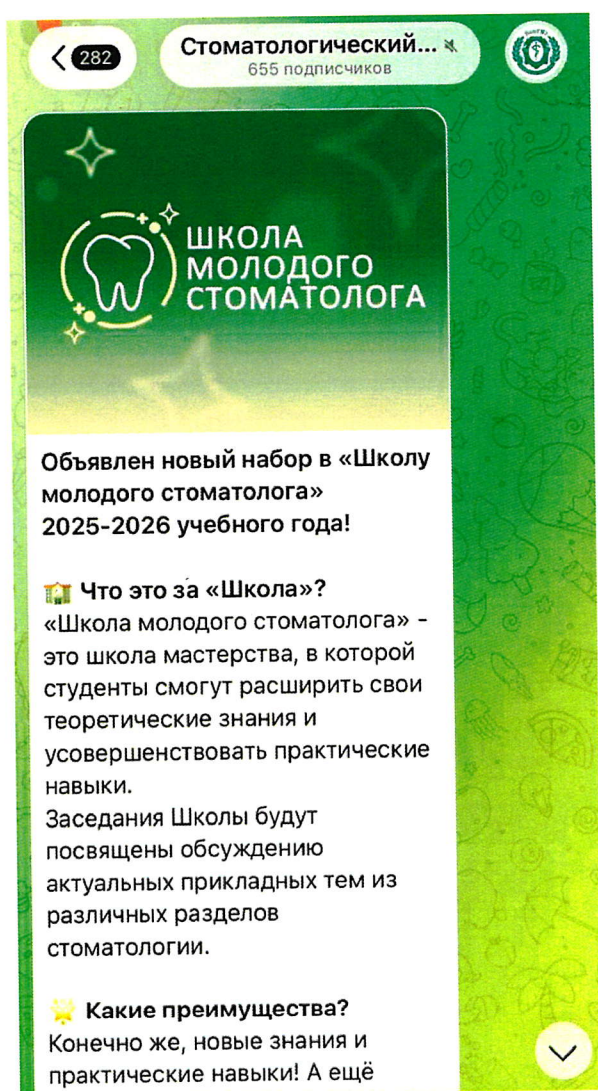 282
Стоматологический...
655 подписчиков
ШКОЛА
МОЛОДОГО
СТОМАТОЛОГА
Объявлен новый набор в «Школу
молодого стоматолога»
2025-2026 учебного года!
Что это за «Школа»?
«Школа молодого стоматолога» -
это школа мастерства, в которой
студенты смогут расширить свои
теоретические знания и
усовершенствовать практические
навыки.
Заседания Школы будут
посвящены обсуждению
актуальных прикладных тем из
различных разделов
стоматологии.
Какие преимущества?
Конечно же, новые знания и
практические навыки! А ещё